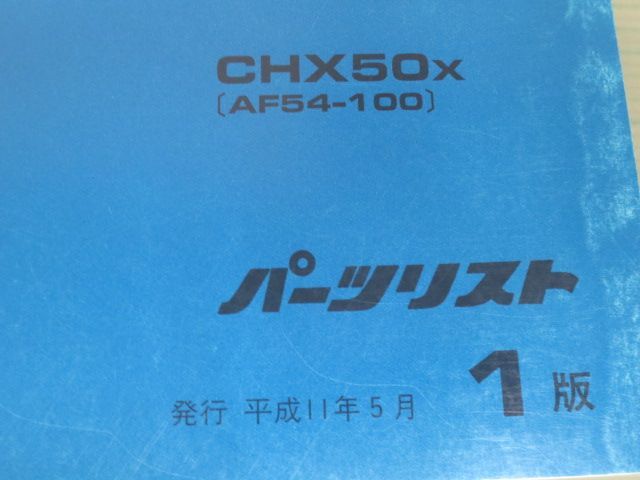 CHX50X
〔AF54-100〕
パーツリスト
1版
発行 平成11年5月